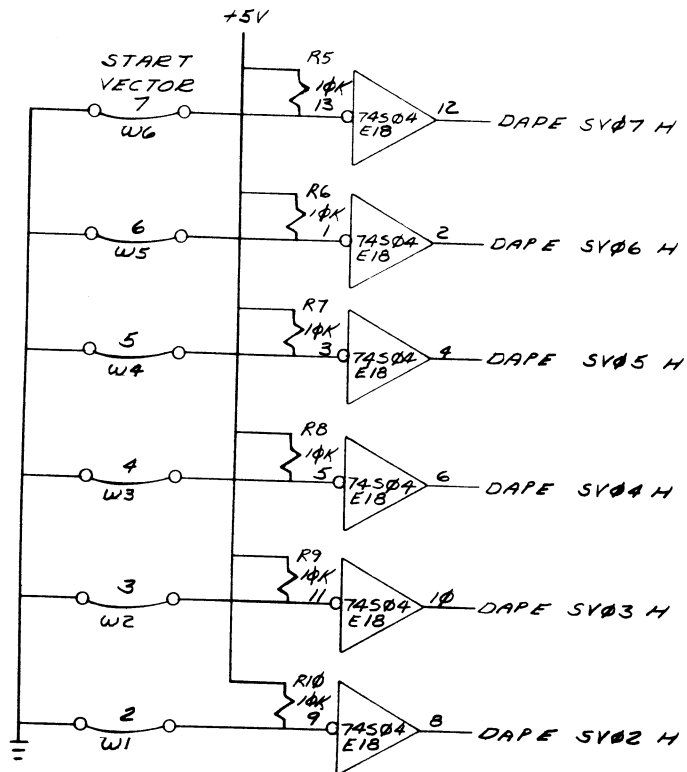 +5V
START
VECTOR
7
W6
R5
1ØK
13
74SØ4
E18
12
DAPE SVØ7 H
6
W5
R6
1ØK
1
74SØ4
E18
2
DAPE SVØ6 H
5
W4
R7
1ØK
3
74SØ4
E18
4
DAPE SVØ5 H
4
W3
R8
1ØK
5
74SØ4
E18
6
DAPE SVØ4 H
3
W2
R9
1ØK
11
74SØ4
E18
1Ø
DAPE SVØ3 H
2
W1
R1Ø
1ØK
9
74SØ4
E18
8
DAPE SVØ2 H